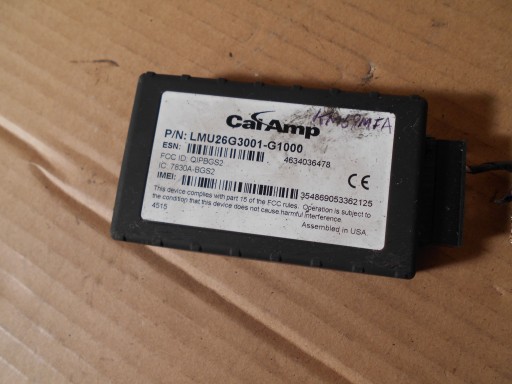 CalAmp
KM59MFA
P/N: LMU26G3001-G1000
ESN: 4634036478
FCC ID: QIPBGS2
IC: 7830A-BGS2
IMEI: 354869053362125
This device complies with part 15 of the FCC rules. Operation is subject to
the condition that this device does not cause harmful interference.
4515 Assembled in USA